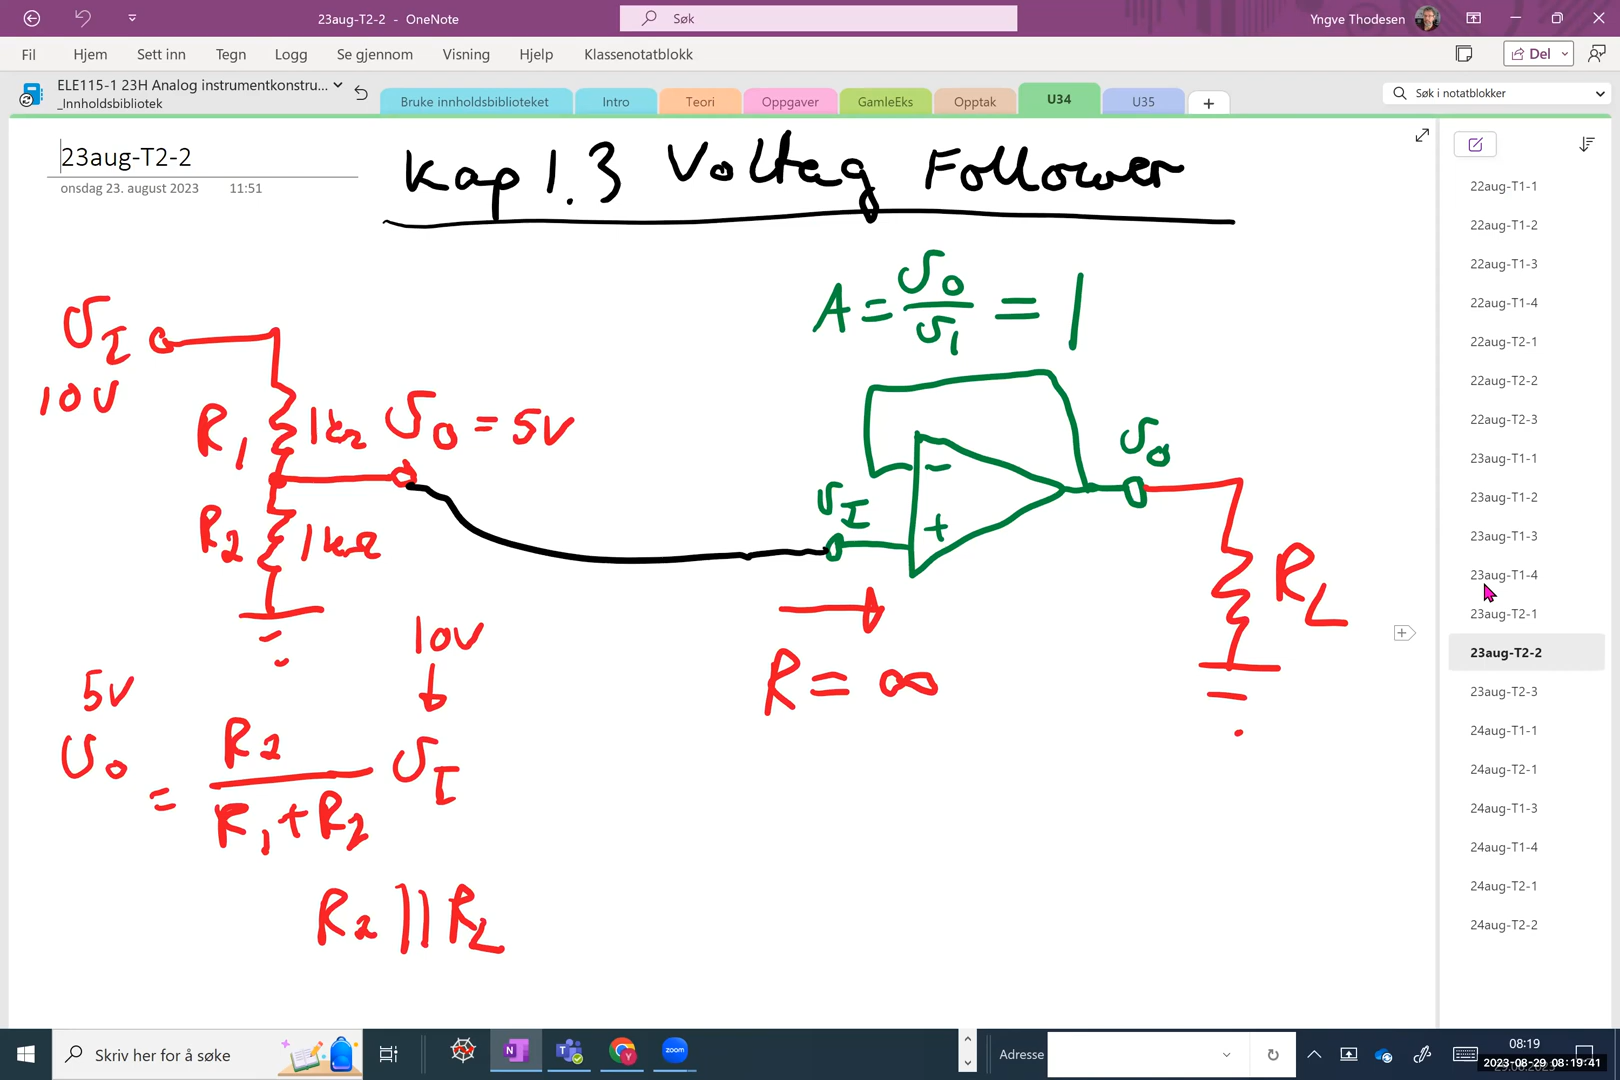 23aug-T2-2 - OneNote
Søk
Yngve Thodesen
Fil Hjem Sett inn Tegn Logg Se gjennom Visning Hjelp Klassenotatblokk
Del
ELE115-1 23H Analog instrumentkonstru...
_Innholdsbibliotek
Bruke innholdsbiblioteket Intro Teori Oppgaver GamleEks Opptak U34 U35 +
Søk i notatblokker
23aug-T2-2
onsdag 23. august 2023 11:51
Kap 1.3 Voltag Follower
A = υo/υ1 = 1
υI
10V
R1 1kΩ υo = 5V
R2 1kΩ
υI
−
+
υo
RL
R = ∞
10V
5V
υo = R2/(R1+R2) υI
R2 || RL
22aug-T1-1
22aug-T1-2
22aug-T1-3
22aug-T1-4
22aug-T2-1
22aug-T2-2
22aug-T2-3
23aug-T1-1
23aug-T1-2
23aug-T1-3
23aug-T1-4
23aug-T2-1
23aug-T2-2
23aug-T2-3
24aug-T1-1
24aug-T2-1
24aug-T1-3
24aug-T1-4
24aug-T2-1
24aug-T2-2
Skriv her for å søke
zoom
Adresse
08:19
2023-08-29 08:19:41